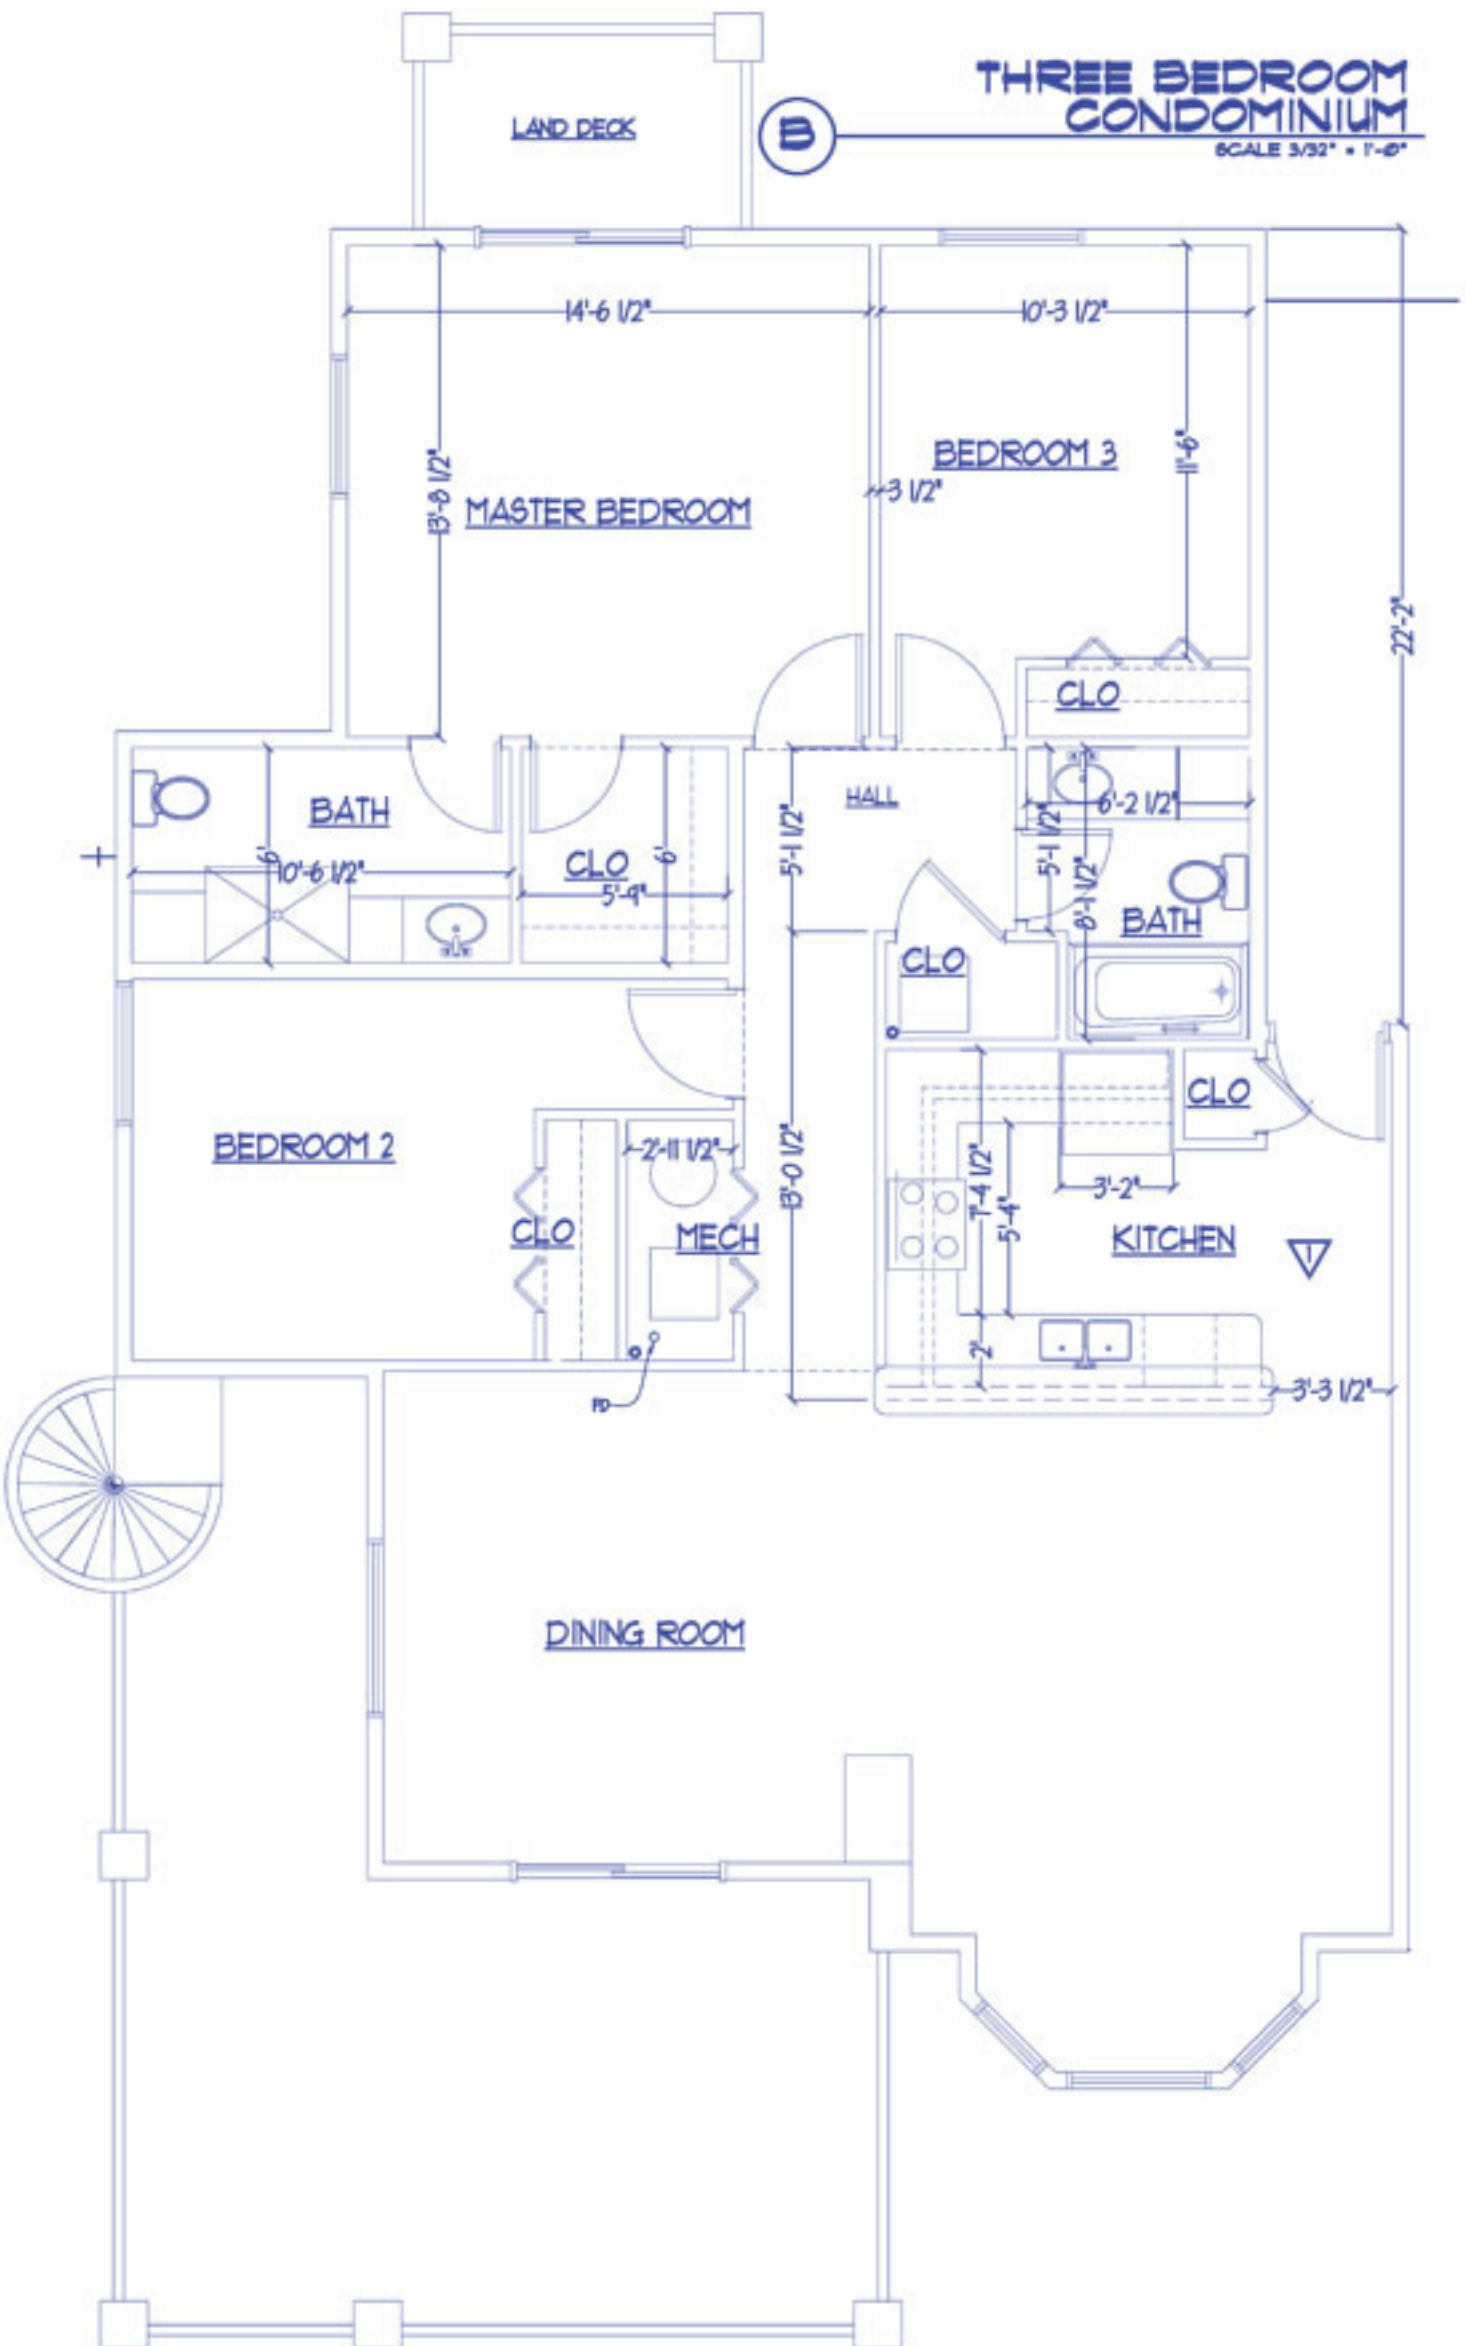 THREE BEDROOM
CONDOMINIUM
SCALE 3/32" = 1'-0"
B
LAND DECK
14'-6 1/2"
10'-3 1/2"
13'-8 1/2"
MASTER BEDROOM
BEDROOM 3
11'-6"
3 1/2"
22'-2"
CLO
BATH
6'
10'-6 1/2"
CLO
5'-9"
6'
HALL
5'-1 1/2"
5'-1 1/2"
6'-2 1/2"
8'-1 1/2"
BATH
CLO
CLO
BEDROOM 2
2'-11 1/2"
CLO
MECH
13'-0 1/2"
7'-4 1/2"
5'-4"
3'-2"
KITCHEN
1
2'
3'-3 1/2"
FD
DINING ROOM